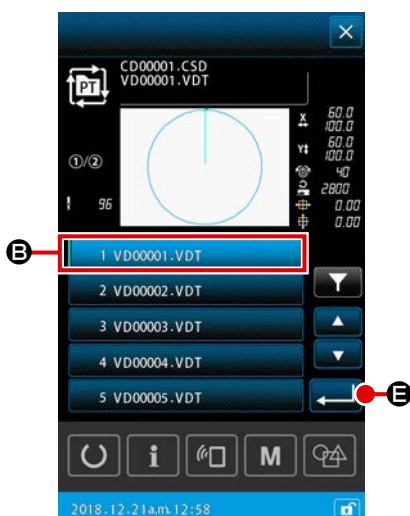 CD00001.CSD
PT VD00001.VDT
X 60.0
100.0
①/② Y 60.0
100.0
40
2800
96 0.00
0.00
B 1 VD00001.VDT
2 VD00002.VDT
3 VD00003.VDT
4 VD00004.VDT
5 VD00005.VDT E
i M
2018.12.21a.m.12:58